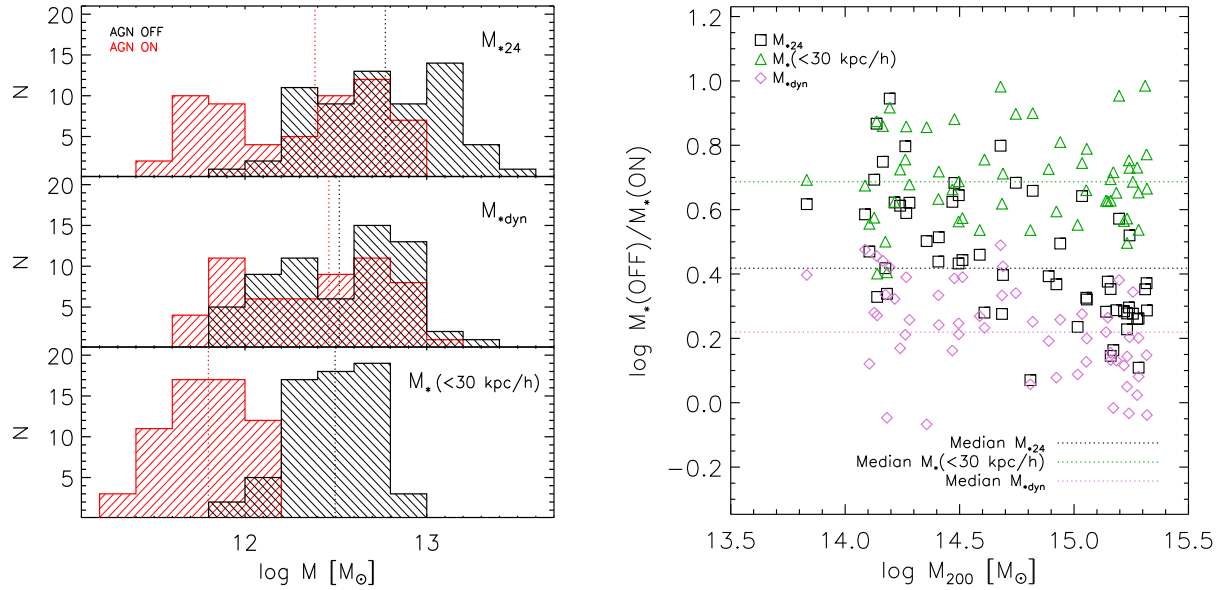 20
15
10
5
N
AGN OFF
AGN ON
M*24
20
15
10
5
N
M*dyn
20
15
10
5
N
M*(<30 kpc/h)
12 13
log M [M⊙]
1.2
1.0
0.8
0.6
0.4
0.2
0.0
−0.2
log M*(OFF)/M*(ON)
M*24
M*(<30 kpc/h)
M*dyn
Median M*24
Median M*(<30 kpc/h)
Median M*dyn
13.5 14.0 14.5 15.0 15.5
log M200 [M⊙]